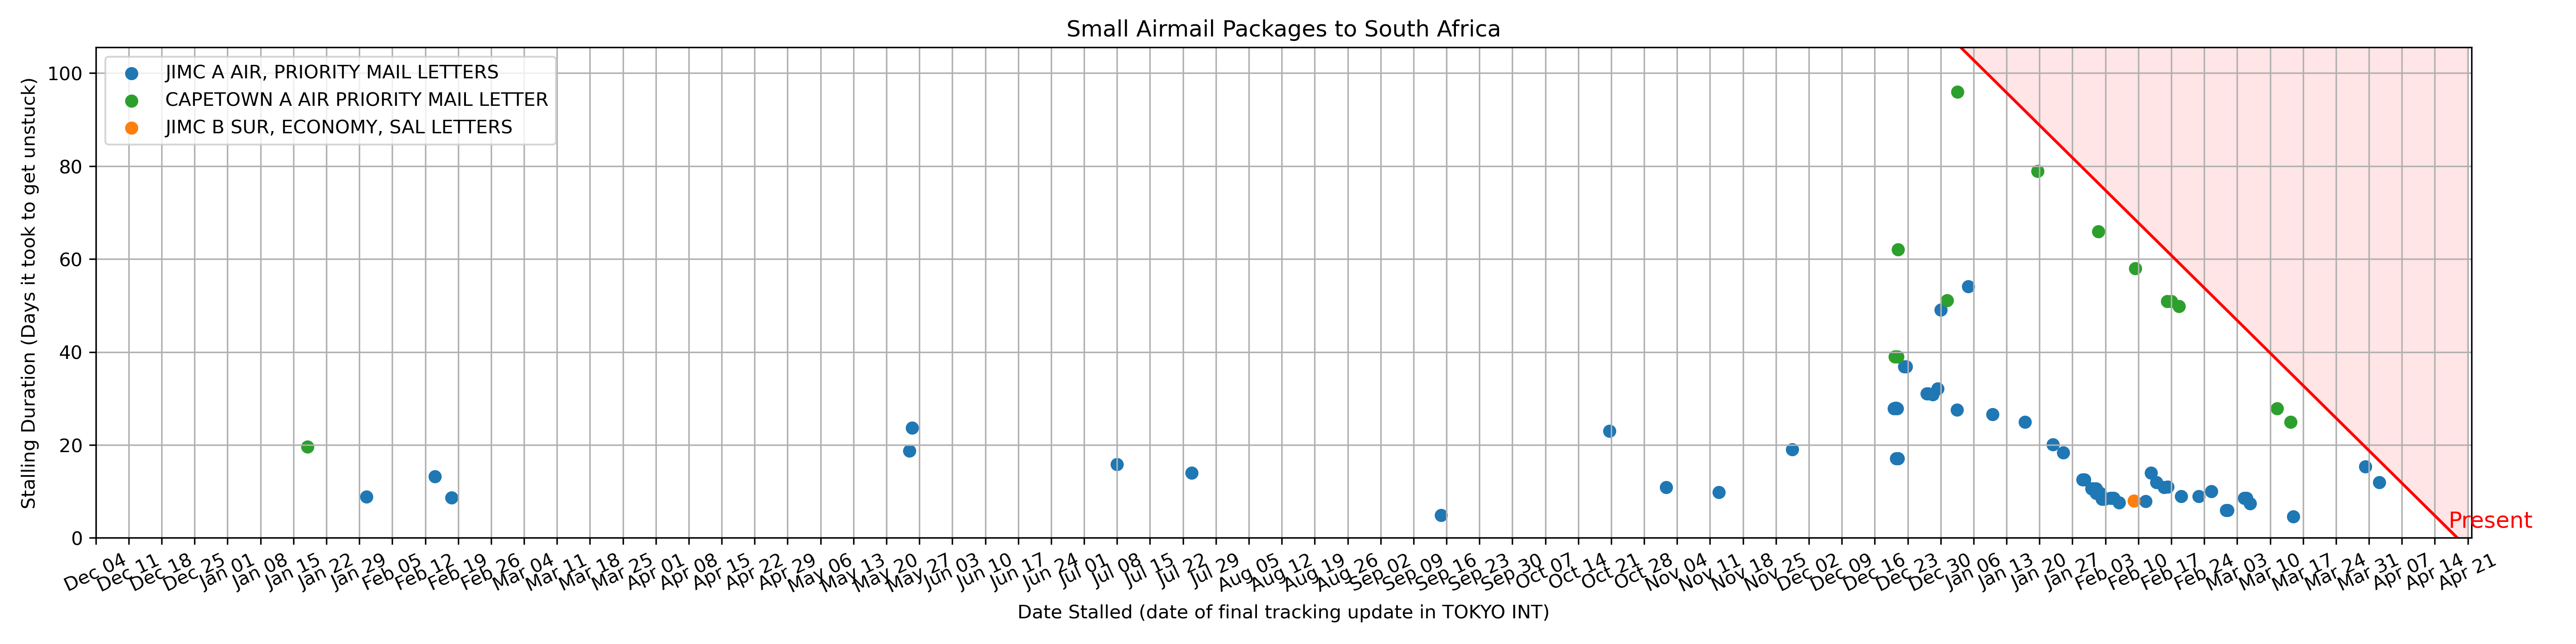 Small Airmail Packages to South Africa
JIMC A AIR, PRIORITY MAIL LETTERS
CAPETOWN A AIR PRIORITY MAIL LETTER
JIMC B SUR, ECONOMY, SAL LETTERS
Stalling Duration (Days it took to get unstuck)
100
80
60
40
20
0
Present
Dec 04 Dec 11 Dec 18 Dec 25 Jan 01 Jan 08 Jan 15 Jan 22 Jan 29 Feb 05 Feb 12 Feb 19 Feb 26 Mar 04 Mar 11 Mar 18 Mar 25 Apr 01 Apr 08 Apr 15 Apr 22 Apr 29 May 06 May 13 May 20 May 27 Jun 03 Jun 10 Jun 17 Jun 24 Jul 01 Jul 08 Jul 15 Jul 22 Jul 29 Aug 05 Aug 12 Aug 19 Aug 26 Sep 02 Sep 09 Sep 16 Sep 23 Sep 30 Oct 07 Oct 14 Oct 21 Oct 28 Nov 04 Nov 11 Nov 18 Nov 25 Dec 02 Dec 09 Dec 16 Dec 23 Dec 30 Jan 06 Jan 13 Jan 20 Jan 27 Feb 03 Feb 10 Feb 17 Feb 24 Mar 03 Mar 10 Mar 17 Mar 24 Mar 31 Apr 07 Apr 14 Apr 21
Date Stalled (date of final tracking update in TOKYO INT)